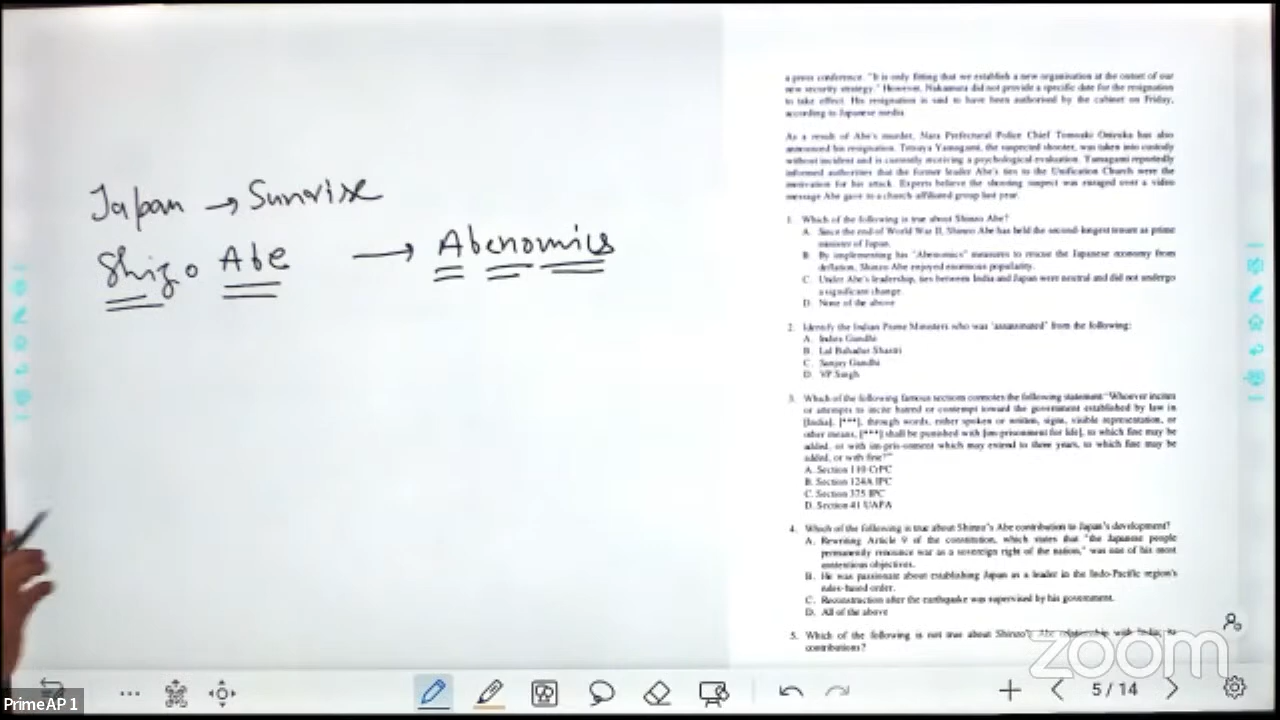 Japan → Sunrise
Shizo Abe → Abenomics
a press conference. "It is only fitting that we establish a new organisation at the outset of our
new security strategy." However, Nakamura did not provide a specific date for the resignation
to take effect. His resignation is said to have been authorised by the cabinet on Friday,
according to Japanese media.
As a result of Abe's murder, Nara Prefectural Police Chief Tomoaki Onizuka has also
announced his resignation. Tetsuya Yamagami, the suspected shooter, was taken into custody
without incident and is currently receiving a psychological evaluation. Yamagami reportedly
informed authorities that the former leader Abe's ties to the Unification Church were the
motivation for his attack. Experts believe the shooting suspect was enraged over a video
message Abe gave to a church affiliated group last year.
1. Which of the following is true about Shinzo Abe?
A. Since the end of World War II, Shinzo Abe has held the second-longest tenure as prime
minister of Japan.
B. By implementing his "Abenomics" measures to rescue the Japanese economy from
deflation, Shinzo Abe enjoyed enormous popularity.
C. Under Abe's leadership, ties between India and Japan were neutral and did not undergo
a significant change
D. None of the above
2. Identify the Indian Prime Ministers who was 'assassinated' from the following:
A. Indira Gandhi
B. Lal Bahadur Shastri
C. Sanjay Gandhi
D. VP Singh
3. Which of the following famous sections connotes the following statement "Whoever incites
or attempts to incite hatred or contempt toward the government established by law in
[India], [***], through words, either spoken or written, signs, visible representation, or
other means, [***] shall be punished with [im-prisonment for life], to which fine may be
added, or with im-pris-onment which may extend to three years, to which fine may be
added, or with fine?"
A. Section 110 CrPC
B. Section 124A IPC
C. Section 375 IPC
D. Section 41 UAPA
4. Which of the following is true about Shinzo's Abe contribution to Japan's development?
A. Rewriting Article 9 of the constitution, which states that "the Japanese people
permanently renounce war as a sovereign right of the nation," was one of his most
contentious objectives.
B. He was passionate about establishing Japan as a leader in the Indo-Pacific region's
rules-based order.
C. Reconstruction after the earthquake was supervised by his government.
D. All of the above
5. Which of the following is not true about Shinzo's Abe relationship with India, its
contributions?
zoom
5/14
PrimeAP 1